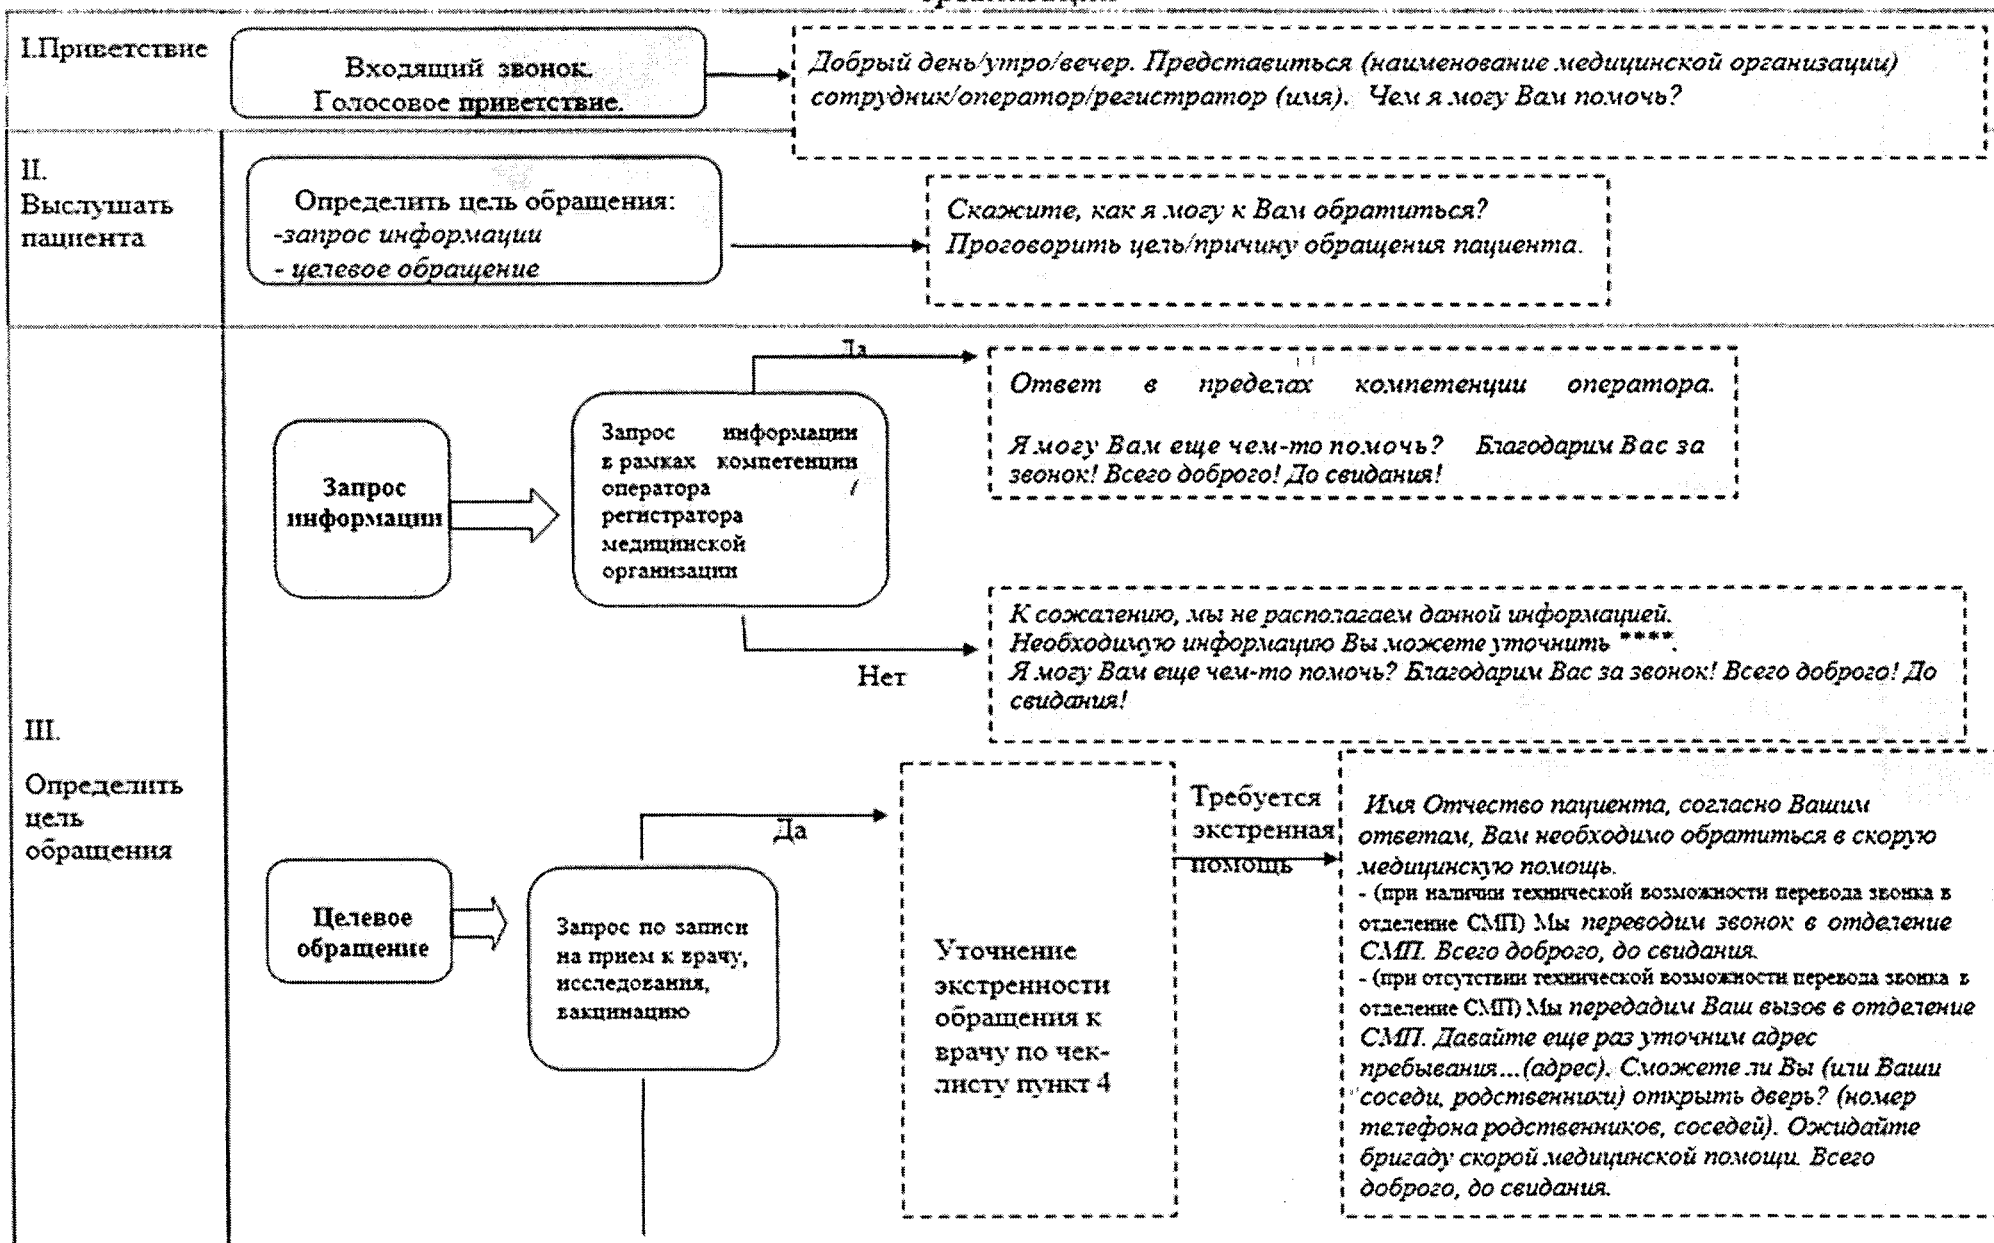 I.Приветствие
Входящий звонок.
Голосовое приветствие.
Добрый день/утро/вечер. Представиться (наименование медицинской организации)
сотрудник/оператор/регистратор (имя). Чем я могу Вам помочь?
II.
Выслушать
пациента
Определить цель обращения:
-запрос информации
- целевое обращение
Скажите, как я могу к Вам обратиться?
Проговорить цель/причину обращения пациента.
III.
Определить
цель
обращения
Запрос
информации
Запрос информации
в рамках компетенции
оператора /
регистратора
медицинской
организации
Да
Ответ в пределах компетенции оператора.
Я могу Вам еще чем-то помочь? Благодарим Вас за
звонок! Всего доброго! До свидания!
Нет
К сожалению, мы не располагаем данной информацией.
Необходимую информацию Вы можете уточнить ****.
Я могу Вам еще чем-то помочь? Благодарим Вас за звонок! Всего доброго! До
свидания!
Целевое
обращение
Запрос по записи
на прием к врачу,
исследования,
вакцинацию
Да
Уточнение
экстренности
обращения к
врачу по чек-
листу пункт 4
Требуется
экстренная
помощь
Имя Отчество пациента, согласно Вашим
ответам, Вам необходимо обратиться в скорую
медицинскую помощь.
- (при наличии технической возможности перевода звонка в
отделение СМП) Мы переводим звонок в отделение
СМП. Всего доброго, до свидания.
- (при отсутствии технической возможности перевода звонка в
отделение СМП) Мы передадим Ваш вызов в отделение
СМП. Давайте еще раз уточним адрес
пребывания...(адрес). Сможете ли Вы (или Ваши
соседи, родственники) открыть дверь? (номер
телефона родственников, соседей). Ожидайте
бригаду скорой медицинской помощи. Всего
доброго, до свидания.